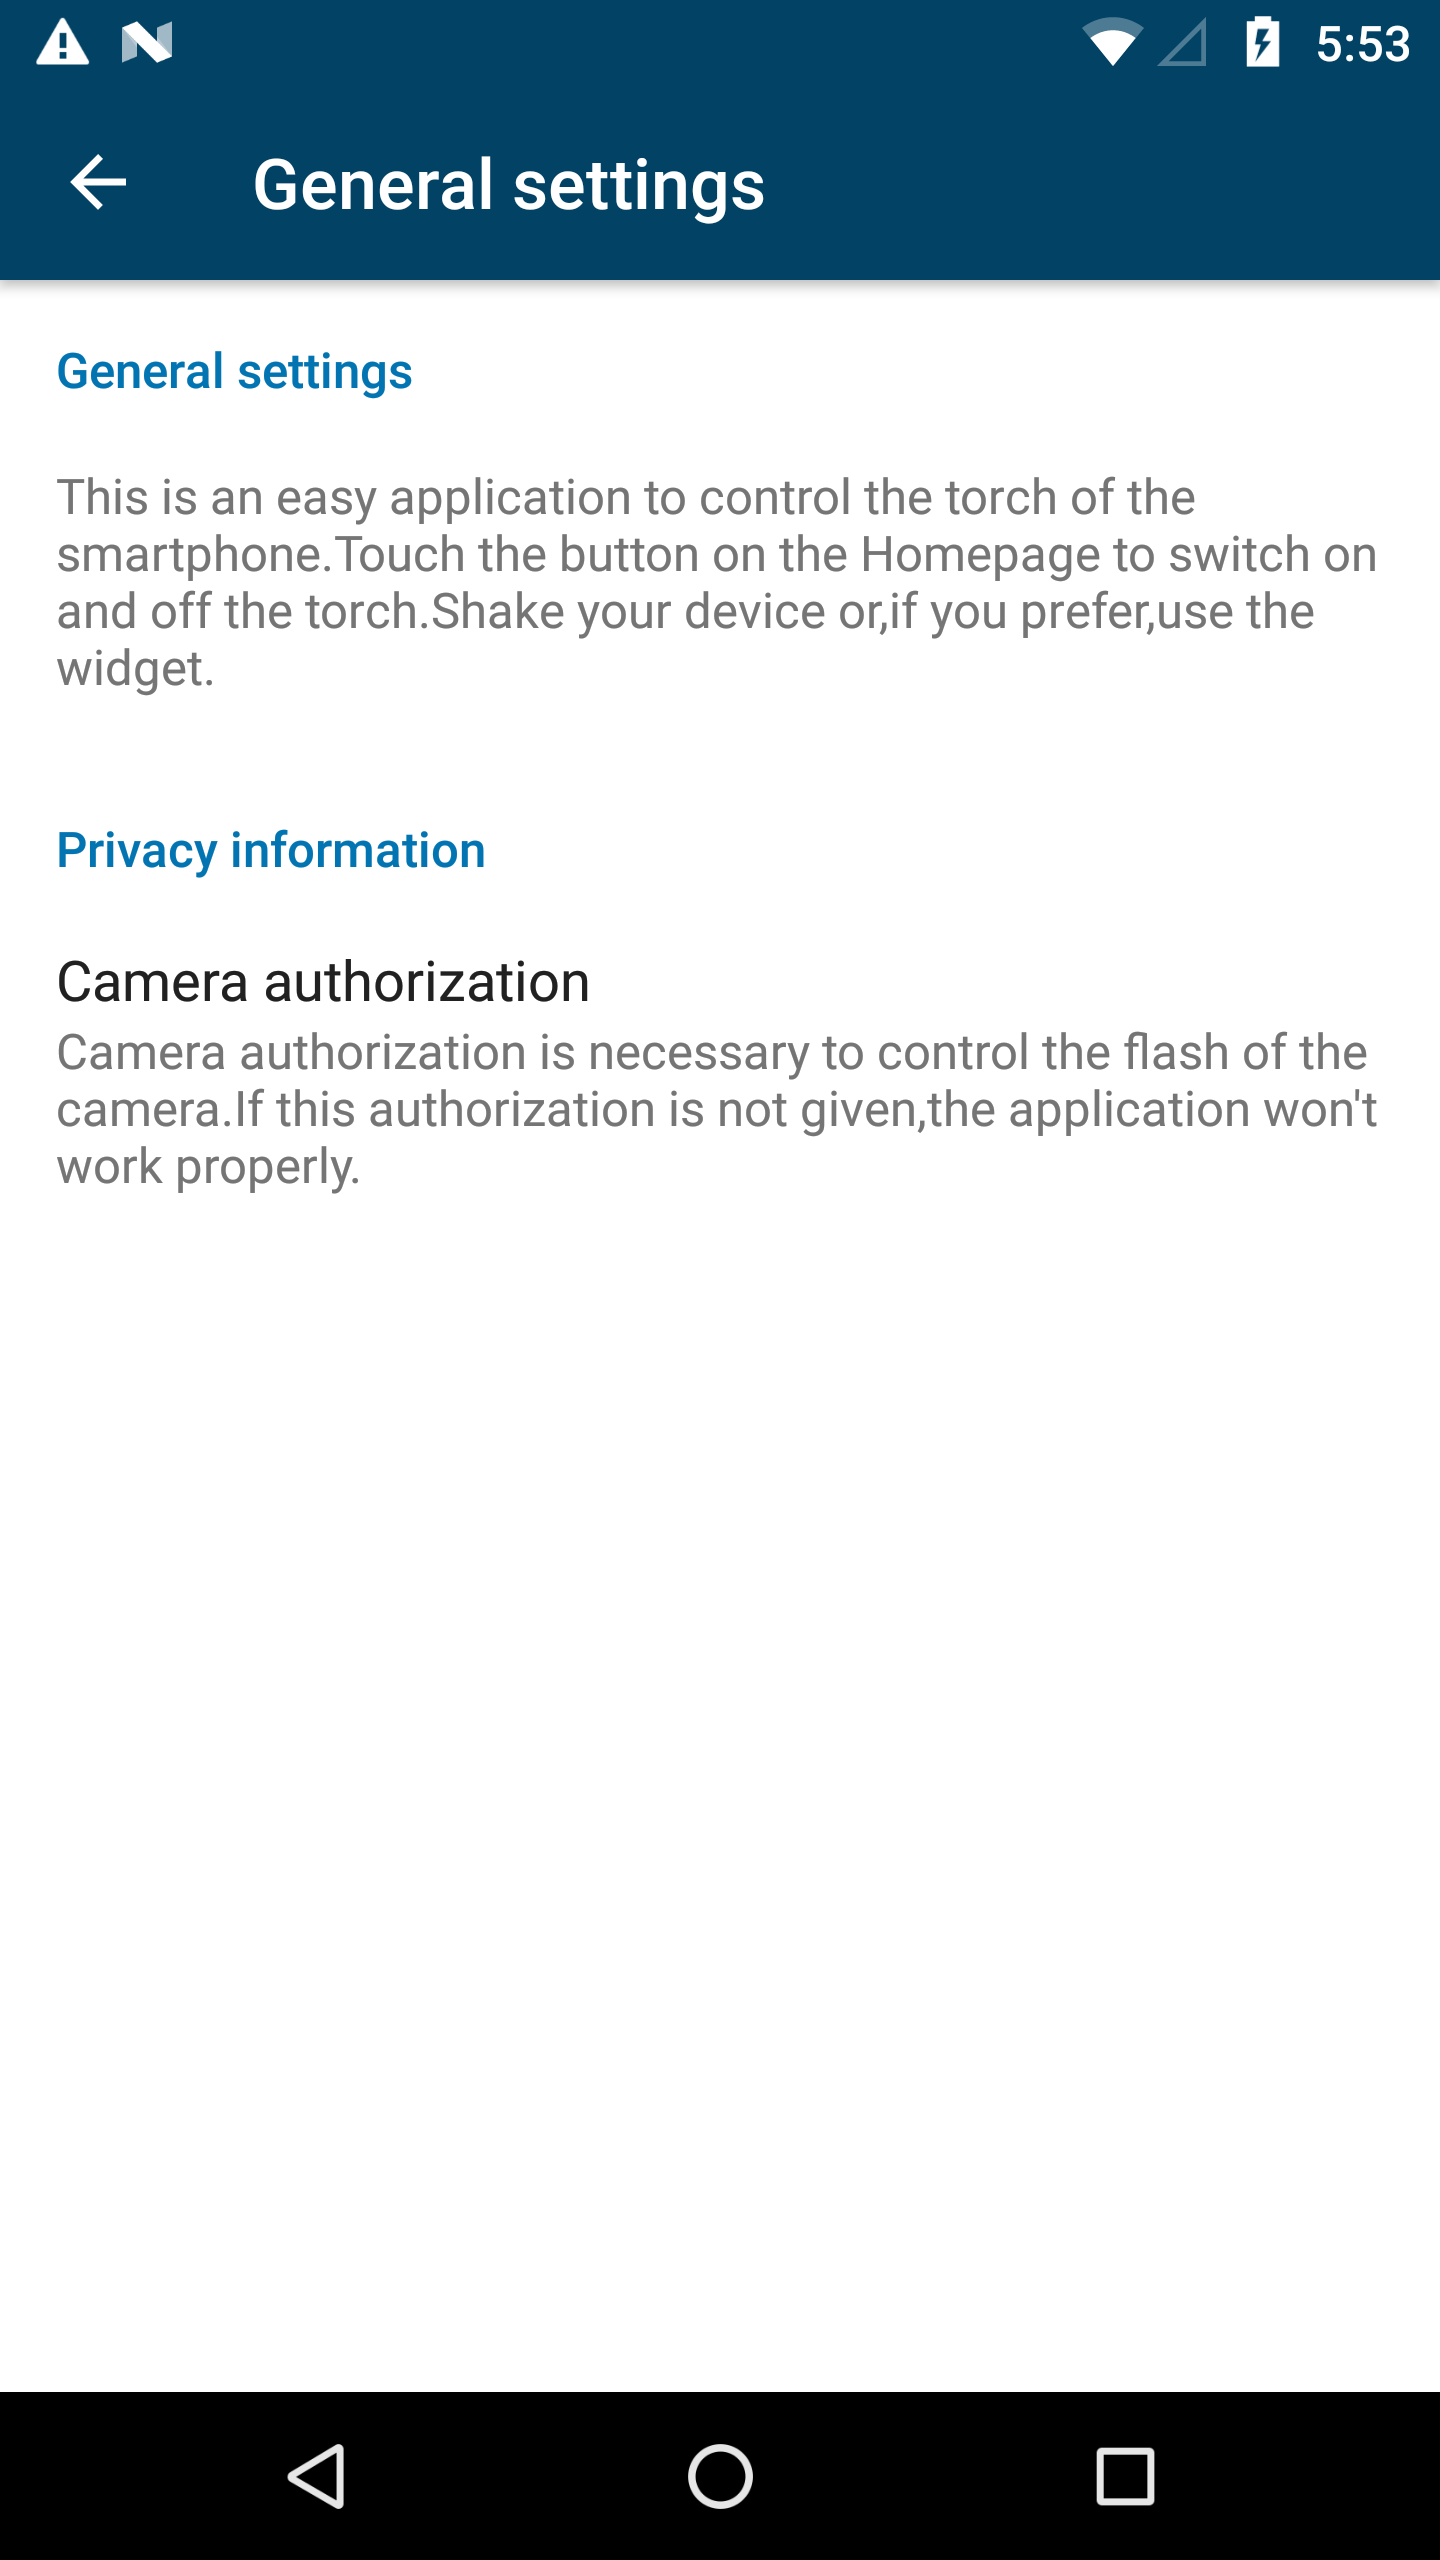 5:53
General settings
General settings
This is an easy application to control the torch of the
smartphone.Touch the button on the Homepage to switch on
and off the torch.Shake your device or,if you prefer,use the
widget.
Privacy information
Camera authorization
Camera authorization is necessary to control the flash of the
camera.If this authorization is not given,the application won't
work properly.